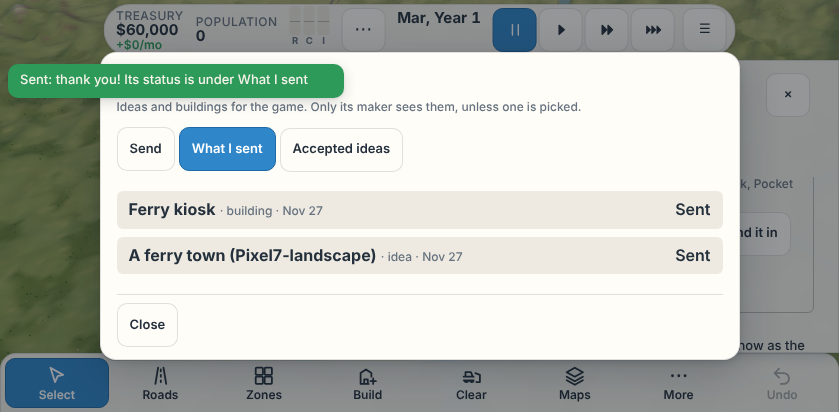 TREASURY
$60,000
+$0/mo
POPULATION
0
R C I
Mar, Year 1
Sent: thank you! Its status is under What I sent
Ideas and buildings for the game. Only its maker sees them, unless one is picked.
Send
What I sent
Accepted ideas
k, Pocket
Ferry kiosk · building · Nov 27
Sent
nd it in
A ferry town (Pixel7-landscape) · idea · Nov 27
Sent
Close
now as the
Select
Roads
Zones
Build
Clear
Maps
More
Undo